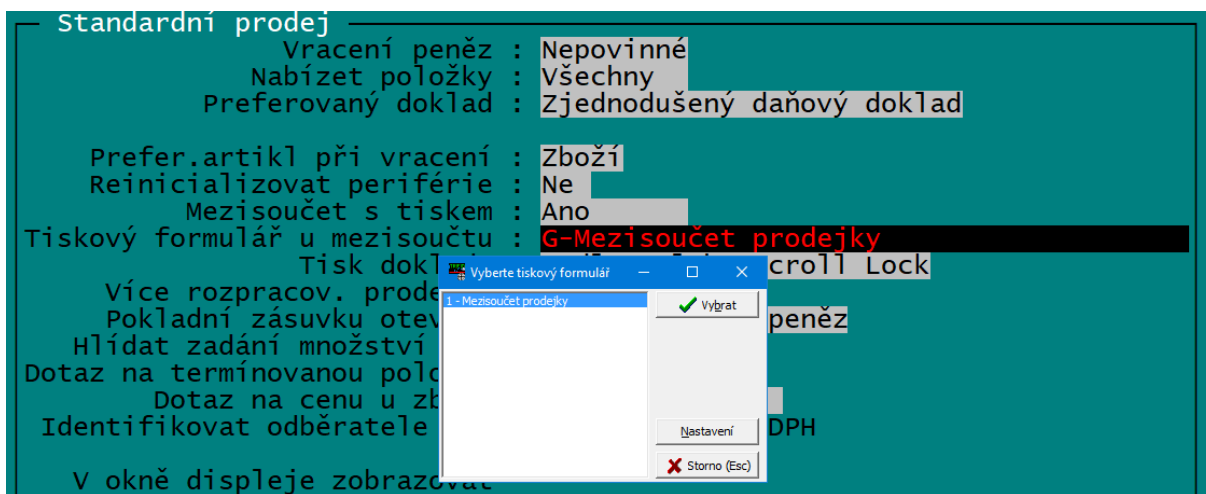 Standardní prodej
Vracení peněz : Nepovinné
Nabízet položky : Všechny
Preferovaný doklad : Zjednodušený daňový doklad
Prefer.artikl při vracení : Zboží
Reinicializovat periférie : Ne
Mezisoučet s tiskem : Ano
Tiskový formulář u mezisoučtu : G-Mezisoučet prodejky
Tisk dokl croll Lock
Více rozpracov. prode
Pokladní zásuvku otev peněz
Hlídat zadání množství
Dotaz na termínovanou polo
Dotaz na cenu u zb
Identifikovat odběratele DPH
V okně displeje zobrazovat
Vyberte tiskový formulář
1 - Mezisoučet prodejky
Vybrat
Nastavení
Storno (Esc)